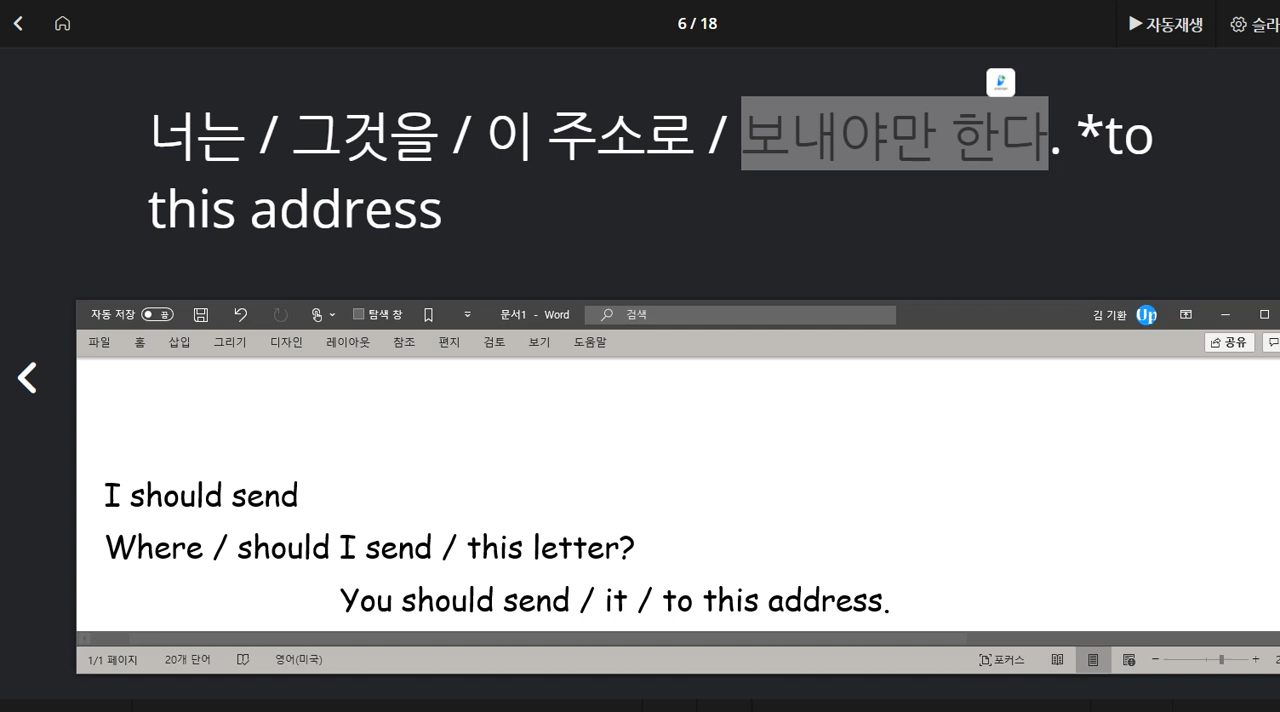 6 / 18
▶ 자동재생
슬라
너는 / 그것을 / 이 주소로 / 보내야만 한다. *to
this address
자동 저장 끔
탐색 창
문서1 - Word
검색
김 기환
Up
파일 홈 삽입 그리기 디자인 레이아웃 참조 편지 검토 보기 도움말
공유
I should send
Where / should I send / this letter?
You should send / it / to this address.
1/1 페이지 20개 단어 영어(미국)
포커스
2